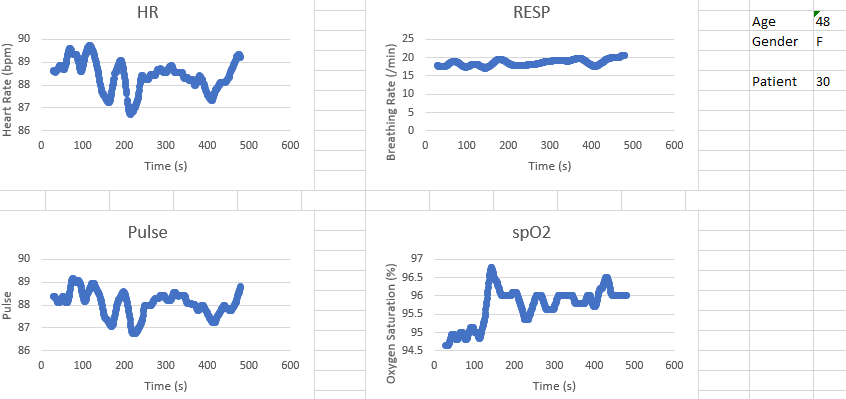 HR
Heart Rate (bpm)
90
89
88
87
86
0 100 200 300 400 500 600
Time (s)
RESP
Breathing Rate (/min)
25
20
15
10
5
0
0 100 200 300 400 500 600
Time (s)
Age 48
Gender F
Patient 30
Pulse
Pulse
90
89
88
87
86
0 100 200 300 400 500 600
Time (s)
spO2
Oxygen Saturation (%)
97
96.5
96
95.5
95
94.5
0 100 200 300 400 500 600
Time (s)